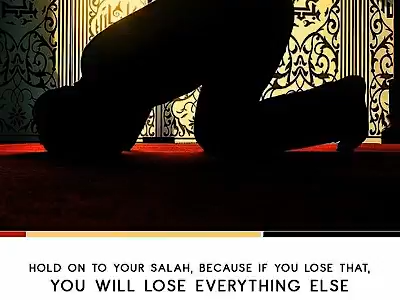 HOLD ON TO YOUR SALAH, BECAUSE IF YOU LOSE THAT,
YOU WILL LOSE EVERYTHING ELSE